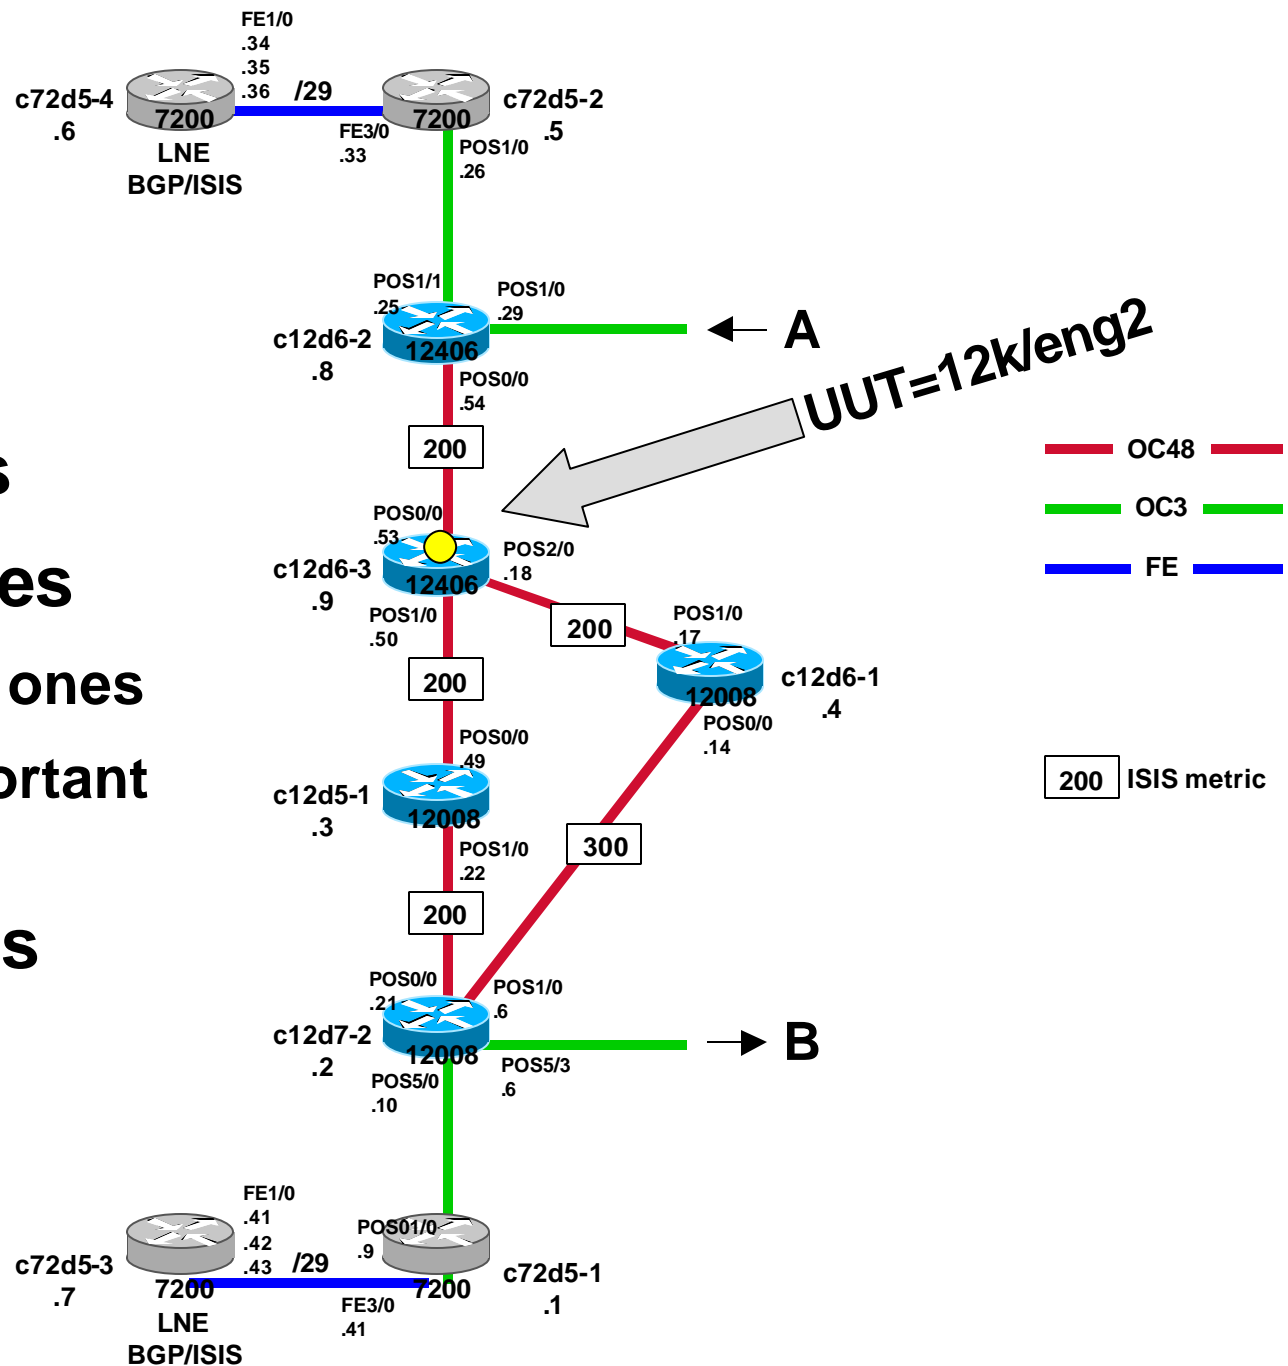 FE1/0
.34
.35
.36
/29
c72d5-4
.6
7200
LNE
BGP/ISIS
7200
c72d5-2
.5
FE3/0
.33
POS1/0
.26
POS1/1
.25
POS1/0
.29
A
c12d6-2
.8
12406
POS0/0
.54
UUT=12k/eng2
200
OC48
OC3
FE
s
es
ones
ortant
s
POS0/0
.53
c12d6-3
.9
12406
POS2/0
.18
POS1/0
.50
200
POS1/0
.17
200
c12d6-1
.4
12008
POS0/0
.14
POS0/0
.49
c12d5-1
.3
12008
POS1/0
.22
300
200
200 ISIS metric
POS0/0
.21
POS1/0
.6
c12d7-2
.2
12008
B
POS5/0
.10
POS5/3
.6
FE1/0
.41
.42
.43
/29
POS01/0
.9
c72d5-3
.7
7200
LNE
BGP/ISIS
7200
c72d5-1
.1
FE3/0
.41